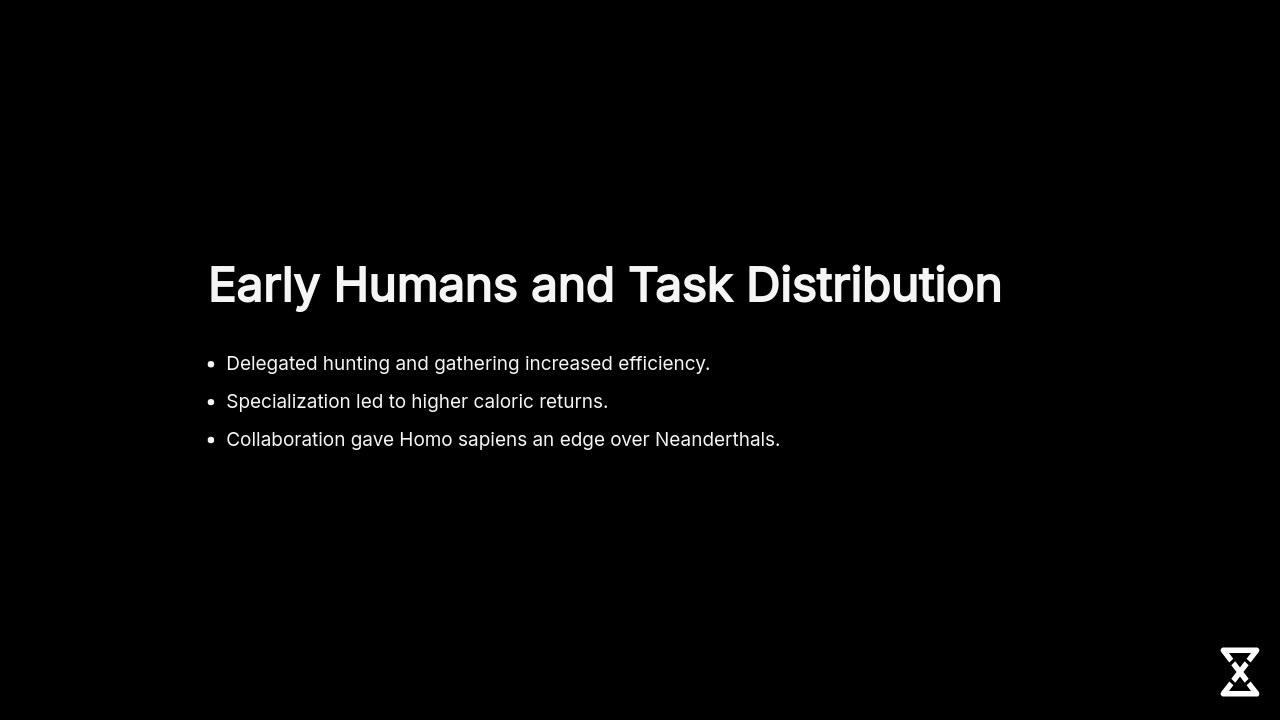 Early Humans and Task Distribution
• Delegated hunting and gathering increased efficiency.
• Specialization led to higher caloric returns.
• Collaboration gave Homo sapiens an edge over Neanderthals.